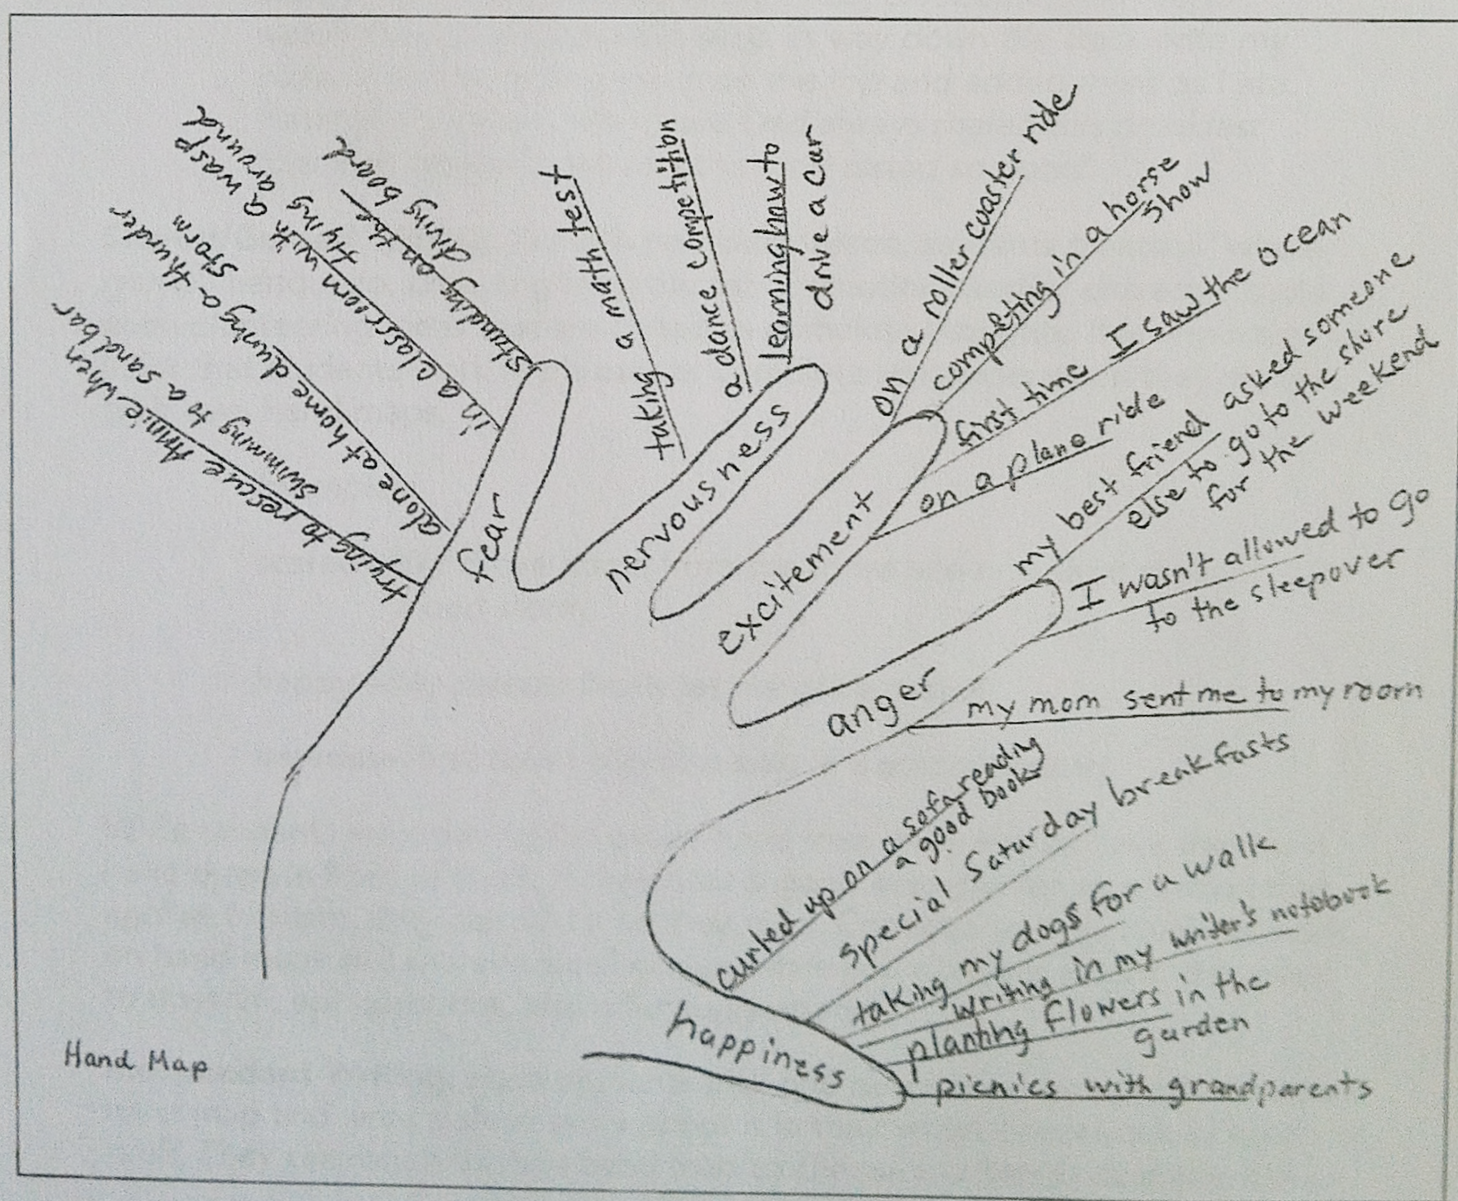 trying to rescue Annie when
swimming to a sandbar
alone at home during a thunder
storm
in a classroom with a wasp
flying around
standing on the
diving board
fear
taking a math test
a dance competition
learning how to
drive a car
nervousness
on a roller coaster ride
competing in a horse
show
first time I saw the ocean
on a plane ride
excitement
my best friend asked someone
else to go to the shore
for the weekend
I wasn't allowed to go
to the sleepover
my mom sent me to my room
anger
curled up on a sofa reading
a good book
special Saturday breakfasts
taking my dogs for a walk
writing in my writer's notebook
planting flowers in the
garden
picnics with grandparents
happiness
Hand Map